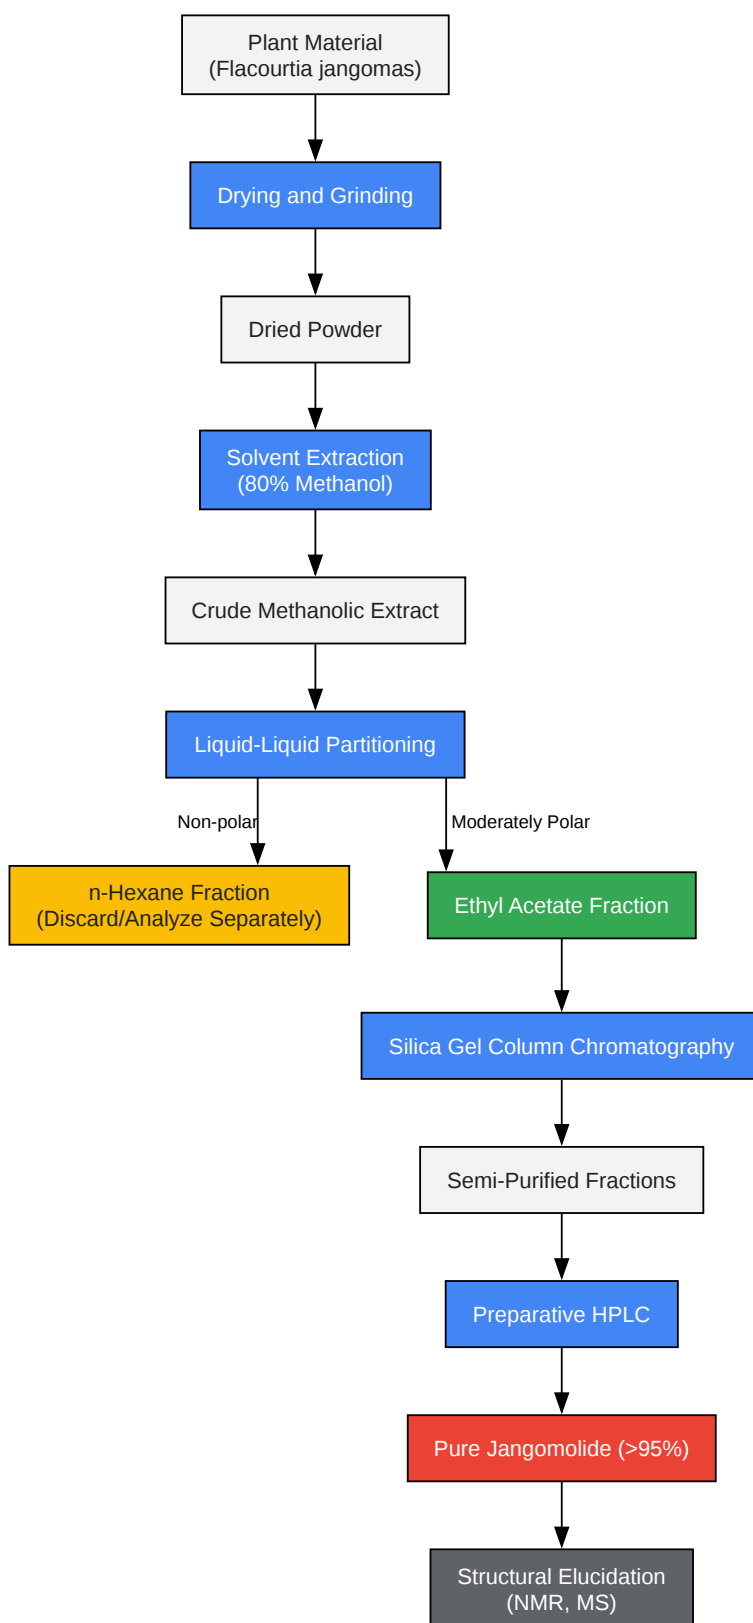 Plant Material
(Flacourtia jangomas)
Drying and Grinding
Dried Powder
Solvent Extraction
(80% Methanol)
Crude Methanolic Extract
Liquid-Liquid Partitioning
Non-polar
Moderately Polar
n-Hexane Fraction
(Discard/Analyze Separately)
Ethyl Acetate Fraction
Silica Gel Column Chromatography
Semi-Purified Fractions
Preparative HPLC
Pure Jangomolide (>95%)
Structural Elucidation
(NMR, MS)